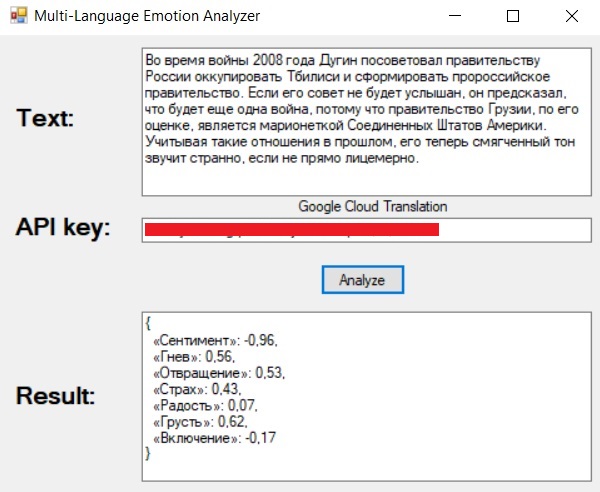 Multi-Language Emotion Analyzer
Text:
Во время войны 2008 года Дугин посоветовал правительству
России оккупировать Тбилиси и сформировать пророссийское
правительство. Если его совет не будет услышан, он предсказал,
что будет еще одна война, потому что правительство Грузии, по его
оценке, является марионеткой Соединенных Штатов Америки.
Учитывая такие отношения в прошлом, его теперь смягченный тон
звучит странно, если не прямо лицемерно.
Google Cloud Translation
API key:
Analyze
Result:
{
«Сентимент»: -0,96,
«Гнев»: 0,56,
«Отвращение»: 0,53,
«Страх»: 0,43,
«Радость»: 0,07,
«Грусть»: 0,62,
«Включение»: -0,17
}